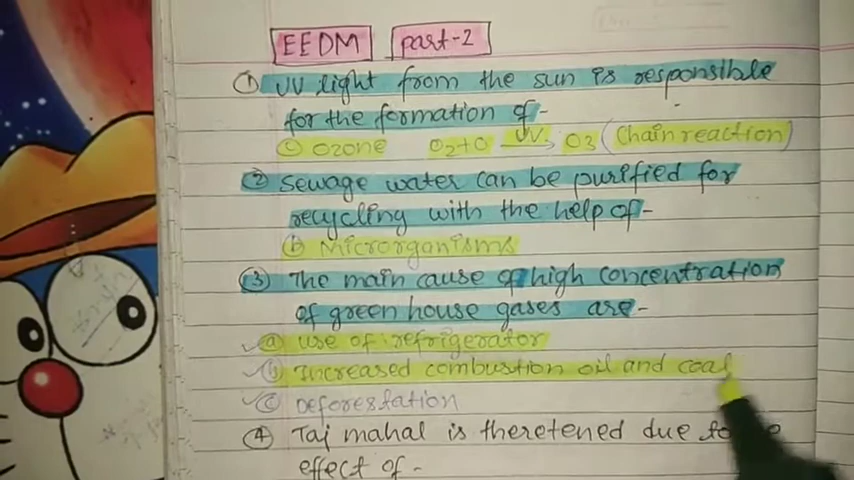 EEDM part-2
① UV light from the sun is responsible
for the formation of-
ⓒ Ozone O2+O UV→ O3 (Chain reaction)
② Sewage water can be purified for
recycling with the help of-
ⓑ Microrganisms
③ The main cause of high concentration
of green house gases are-
✓ⓐ use of refrigerator
✓ⓑ Increased combustion oil and coal
✓ⓒ Deforestation
④ Taj mahal is theretened due
effect of-